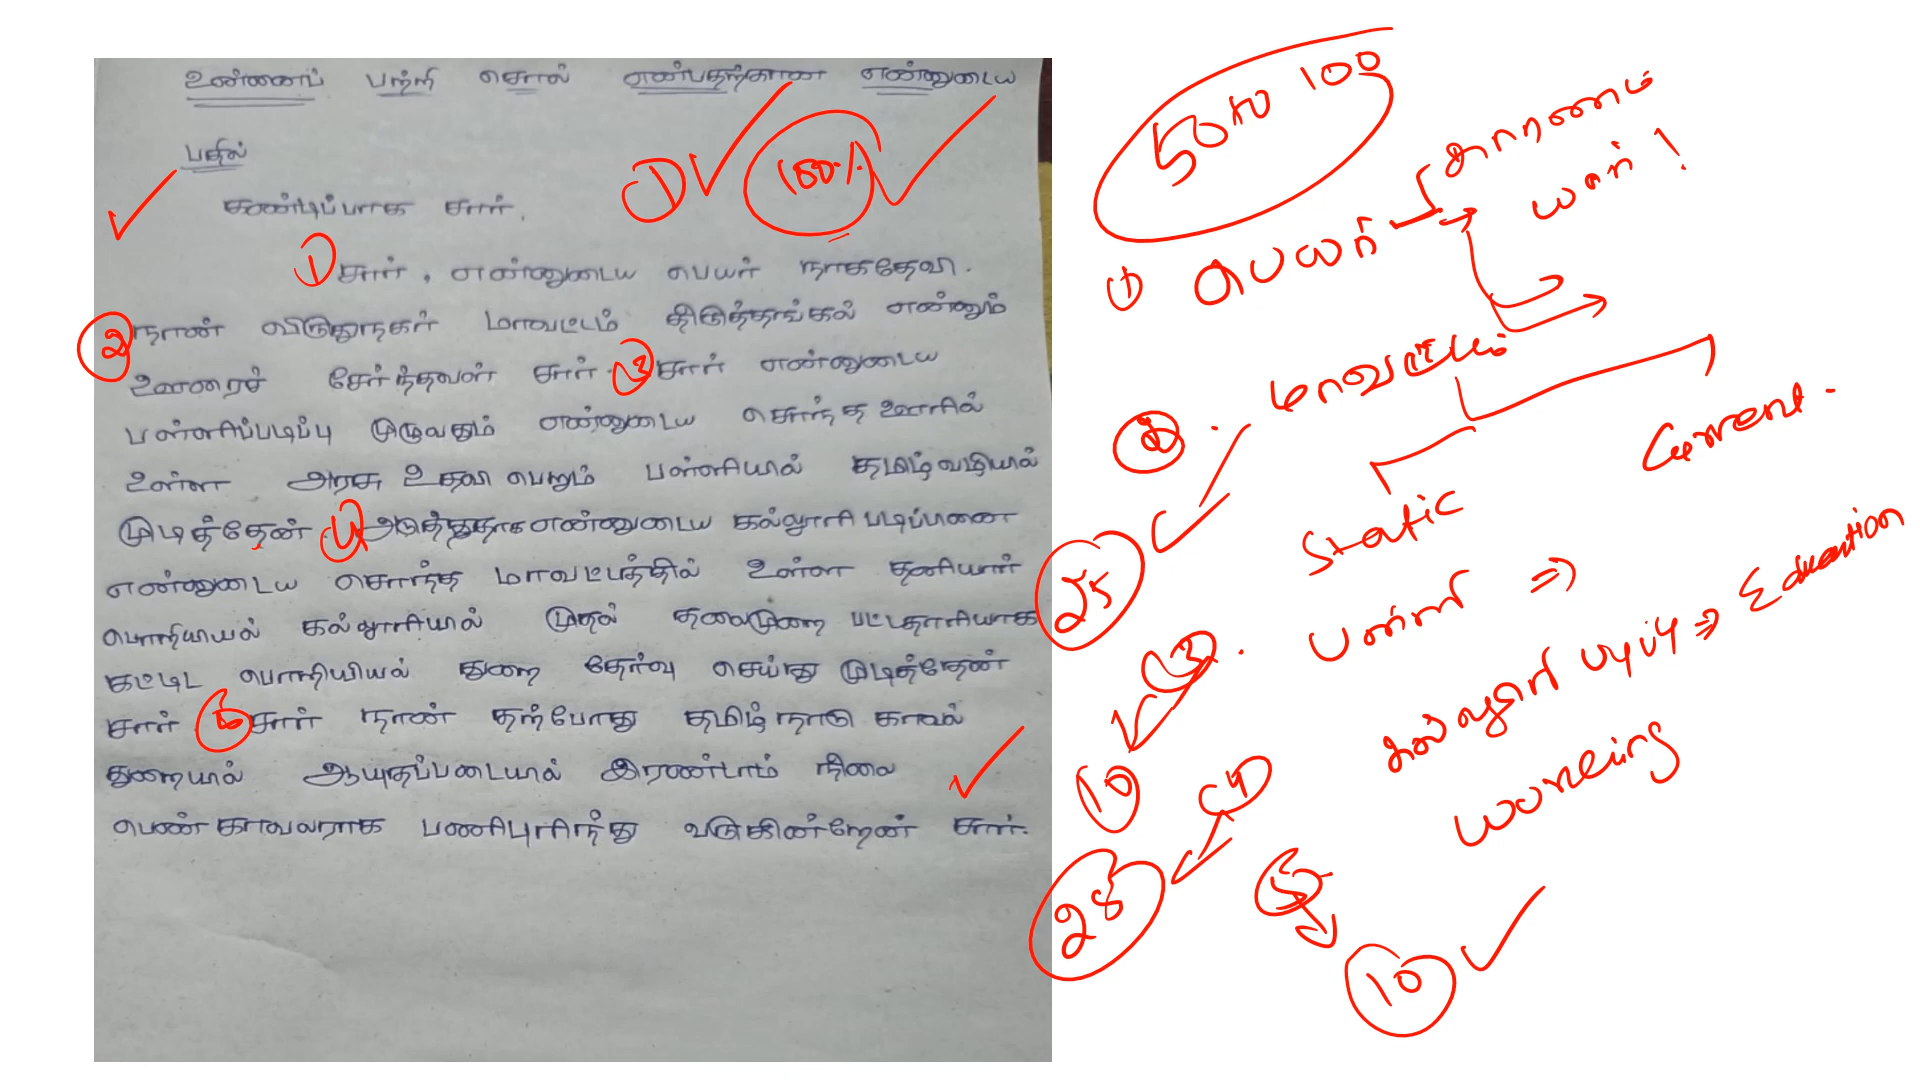 உன்னைப் பற்றி சொல் என்பதற்கான என்னுடைய
பதில்
கண்டிப்பாக சார்.
① சார், என்னுடைய பெயர் நாகதேவி.
② நான் விருதுநகர் மாவட்டம் திருத்தங்கல் என்னும்
ஊரைச் சேர்ந்தவள் சார். ③ சார் என்னுடைய
பள்ளிப்படிப்பு முழுவதும் என்னுடைய சொந்த ஊரில்
உள்ள அரசு உதவி பெறும் பள்ளியில் தமிழ் வழியில்
முடித்தேன். ④ அடுத்ததாக என்னுடைய கல்லூரி படிப்பினை
என்னுடைய சொந்த மாவட்டத்தில் உள்ள தனியார்
பொறியியல் கல்லூரியில் முதல் தலைமுறை பட்டதாரியாக
கட்டிட பொறியியல் துறை தேர்வு செய்து முடித்தேன்
சார் ⑤ சார் நான் தற்போது தமிழ்நாடு காவல்
துறையில் ஆயுதப்படையில் இரண்டாம் நிலை
பெண் காவலராக பணிபுரிந்து வருகின்றேன் சார்.
① 100%
50 to 100
① பெயர் காரணம்
யார்!
② . மாவட்டம்
Static Current .
25
③ . பள்ளி ⇒
10
④ கல்லூரி படிப்பு ⇒ Education
28
⑤ working
10